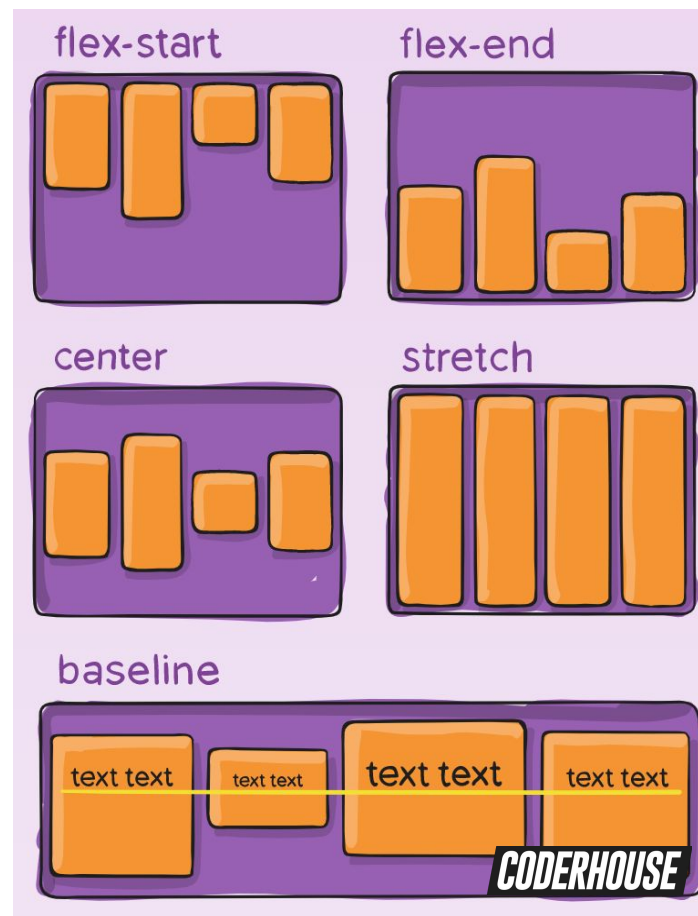 flex-start
flex-end
center
stretch
baseline
text text
text text
text text
text text
CODERHOUSE